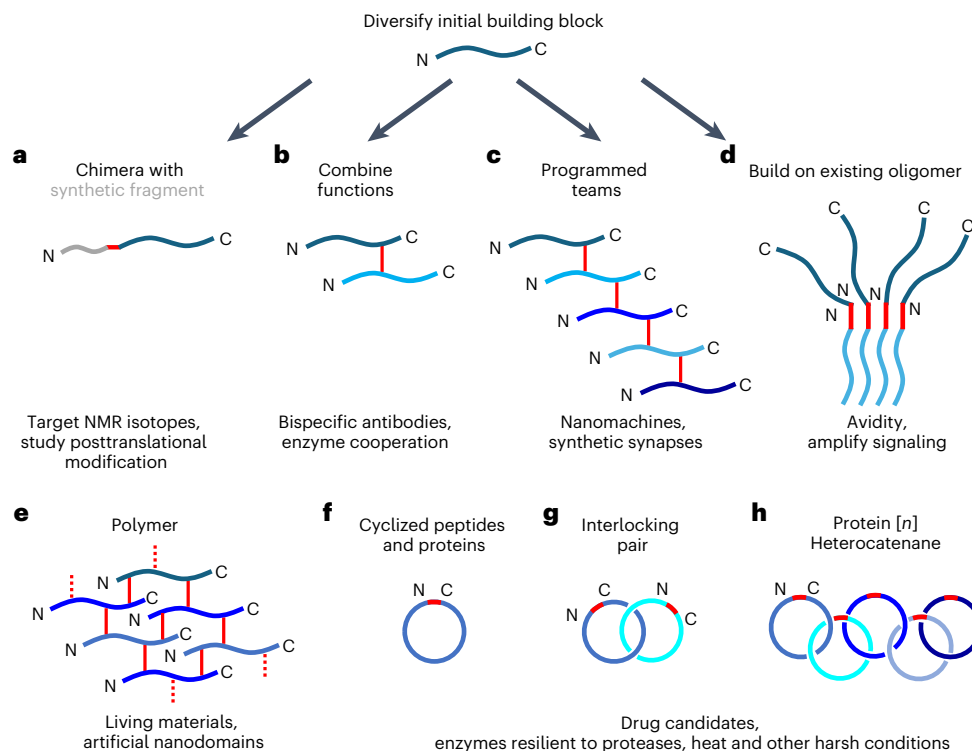 Diversify initial building block
N
C
a
Chimera with
synthetic fragment
N
C
Target NMR isotopes,
study posttranslational
modification
b
Combine
functions
N
C
N
C
Bispecific antibodies,
enzyme cooperation
c
Programmed
teams
N
C
N
C
N
C
N
C
N
C
Nanomachines,
synthetic synapses
d
Build on existing oligomer
C
C
C
C
N
N
N
N
Avidity,
amplify signaling
e
Polymer
N
C
N
C
N
C
N
C
N
C
N
C
Living materials,
artificial nanodomains
f
Cyclized peptides
and proteins
N
C
g
Interlocking
pair
N
C
N
C
h
Protein [n]
Heterocatenane
N
C
Drug candidates,
enzymes resilient to proteases, heat and other harsh conditions